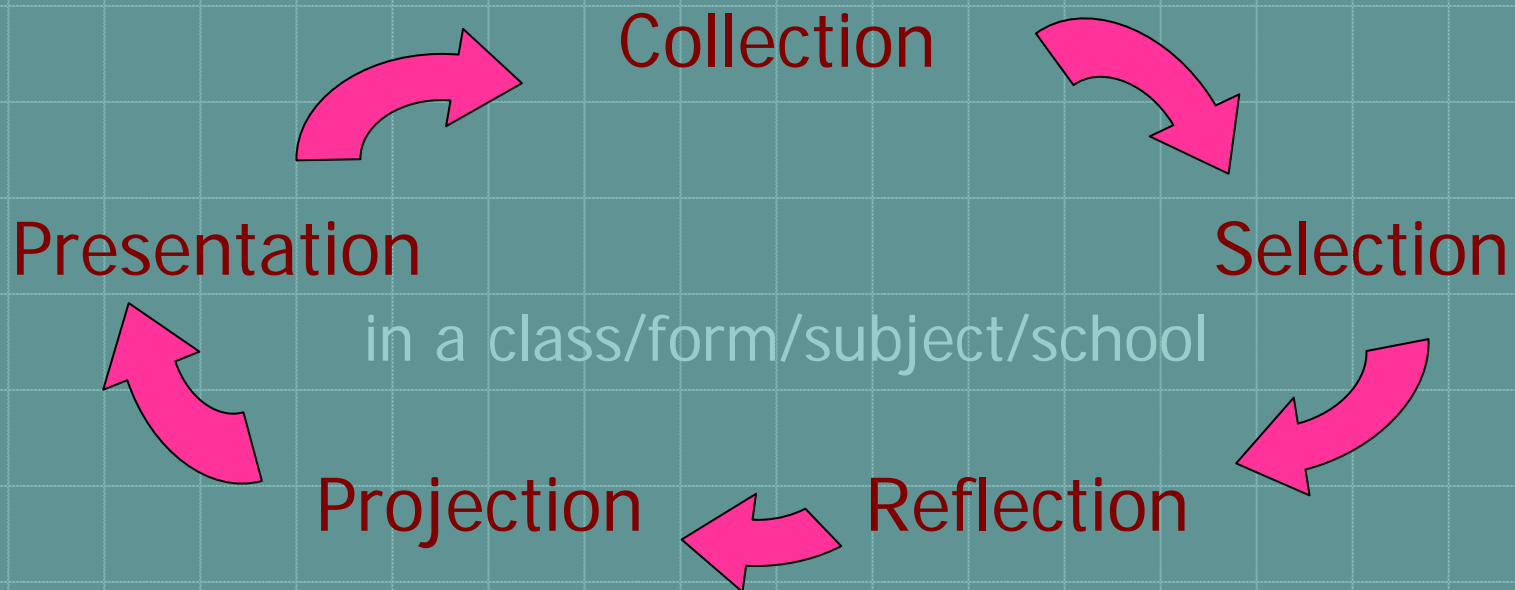 Collection
Presentation
Selection
in a class/form/subject/school
Projection
Reflection